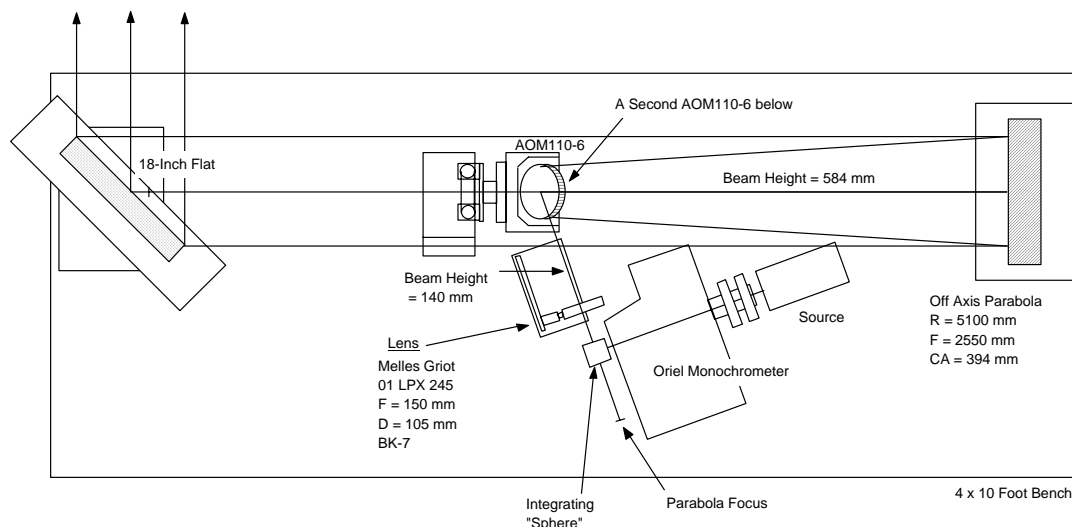 A Second AOM110-6 below
AOM110-6
18-Inch Flat
Beam Height = 584 mm
Beam Height
= 140 mm
Lens
Melles Griot
01 LPX 245
F = 150 mm
D = 105 mm
BK-7
Source
Oriel Monochrometer
Off Axis Parabola
R = 5100 mm
F = 2550 mm
CA = 394 mm
Integrating
"Sphere"
Parabola Focus
4 x 10 Foot Bench